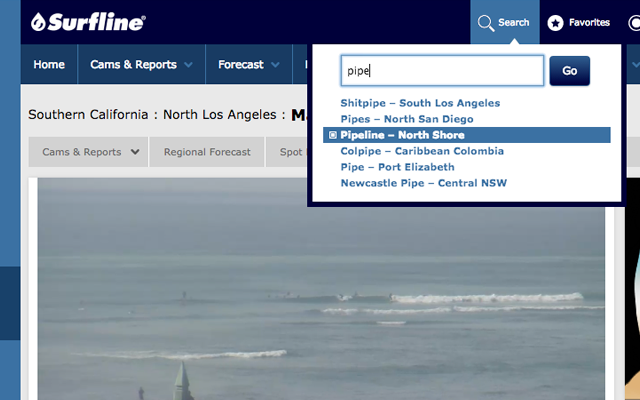 Surfline
Search
Favorites
Home
Cams & Reports
Forecast
pipe
Go
Shitpipe – South Los Angeles
Pipes – North San Diego
Pipeline – North Shore
Colpipe – Caribbean Colombia
Pipe – Port Elizabeth
Newcastle Pipe – Central NSW
Southern California : North Los Angeles :
Cams & Reports
Regional Forecast
Spot